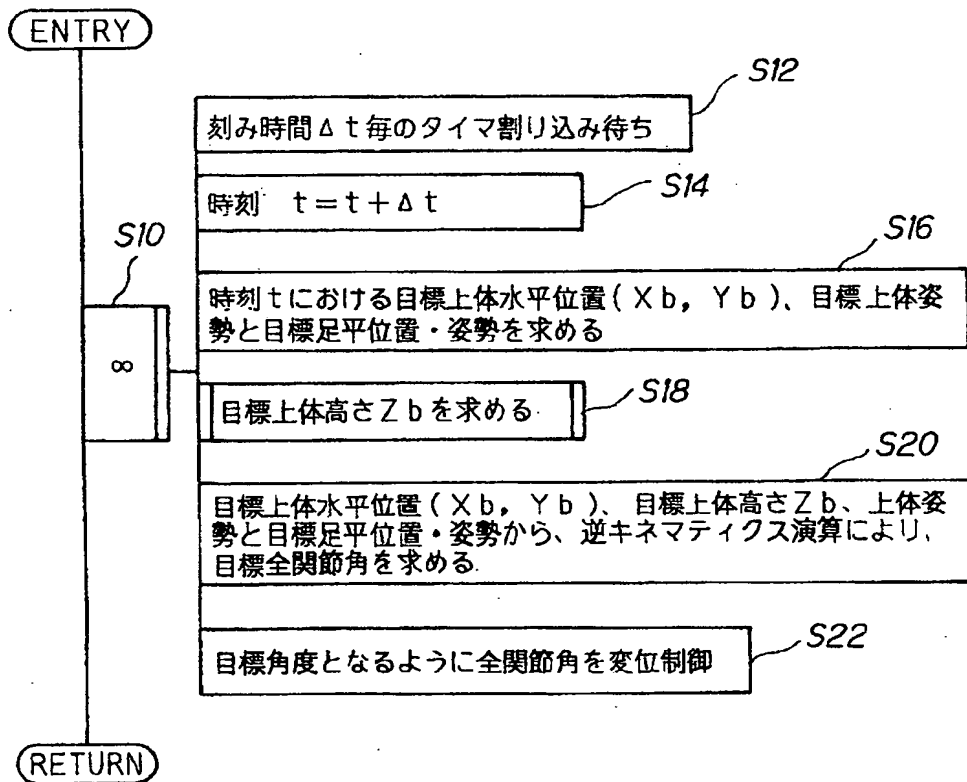 ENTRY
S12
刻み時間Δt毎のタイマ割り込み待ち
S14
時刻 t=t+Δt
S10
∞
S16
時刻tにおける目標上体水平位置(Xb, Yb)、目標上体姿
勢と目標足平位置・姿勢を求める
S18
目標上体高さZbを求める
S20
目標上体水平位置(Xb, Yb)、目標上体高さZb、上体姿
勢と目標足平位置・姿勢から、逆キネマティクス演算により、
目標全関節角を求める
S22
目標角度となるように全関節角を変位制御
RETURN